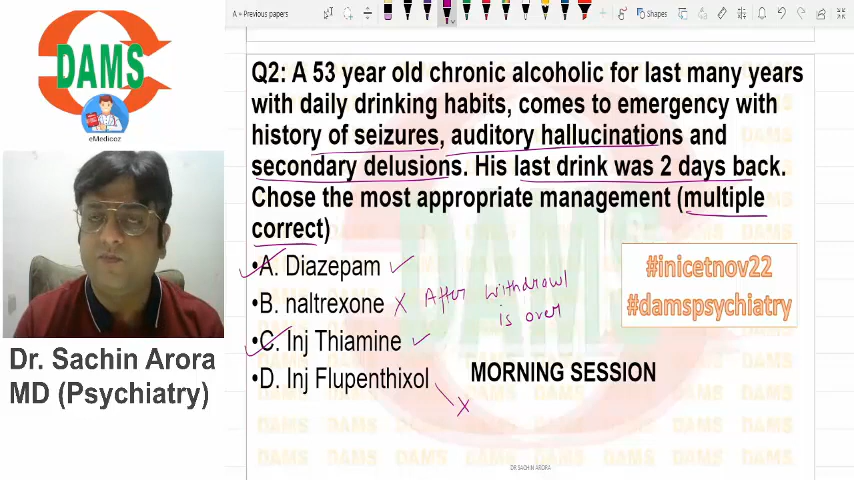 A = Previous papers
Shapes
DAMS
eMedicoz
Dr. Sachin Arora
MD (Psychiatry)
Q2: A 53 year old chronic alcoholic for last many years
with daily drinking habits, comes to emergency with
history of seizures, auditory hallucinations and
secondary delusions. His last drink was 2 days back.
Chose the most appropriate management (multiple
correct)
•A. Diazepam
•B. naltrexone X After withdrawl
is over
•C. Inj Thiamine
•D. Inj Flupenthixol
X
#inicetnov22
#damspsychiatry
MORNING SESSION
DR SACHIN ARORA